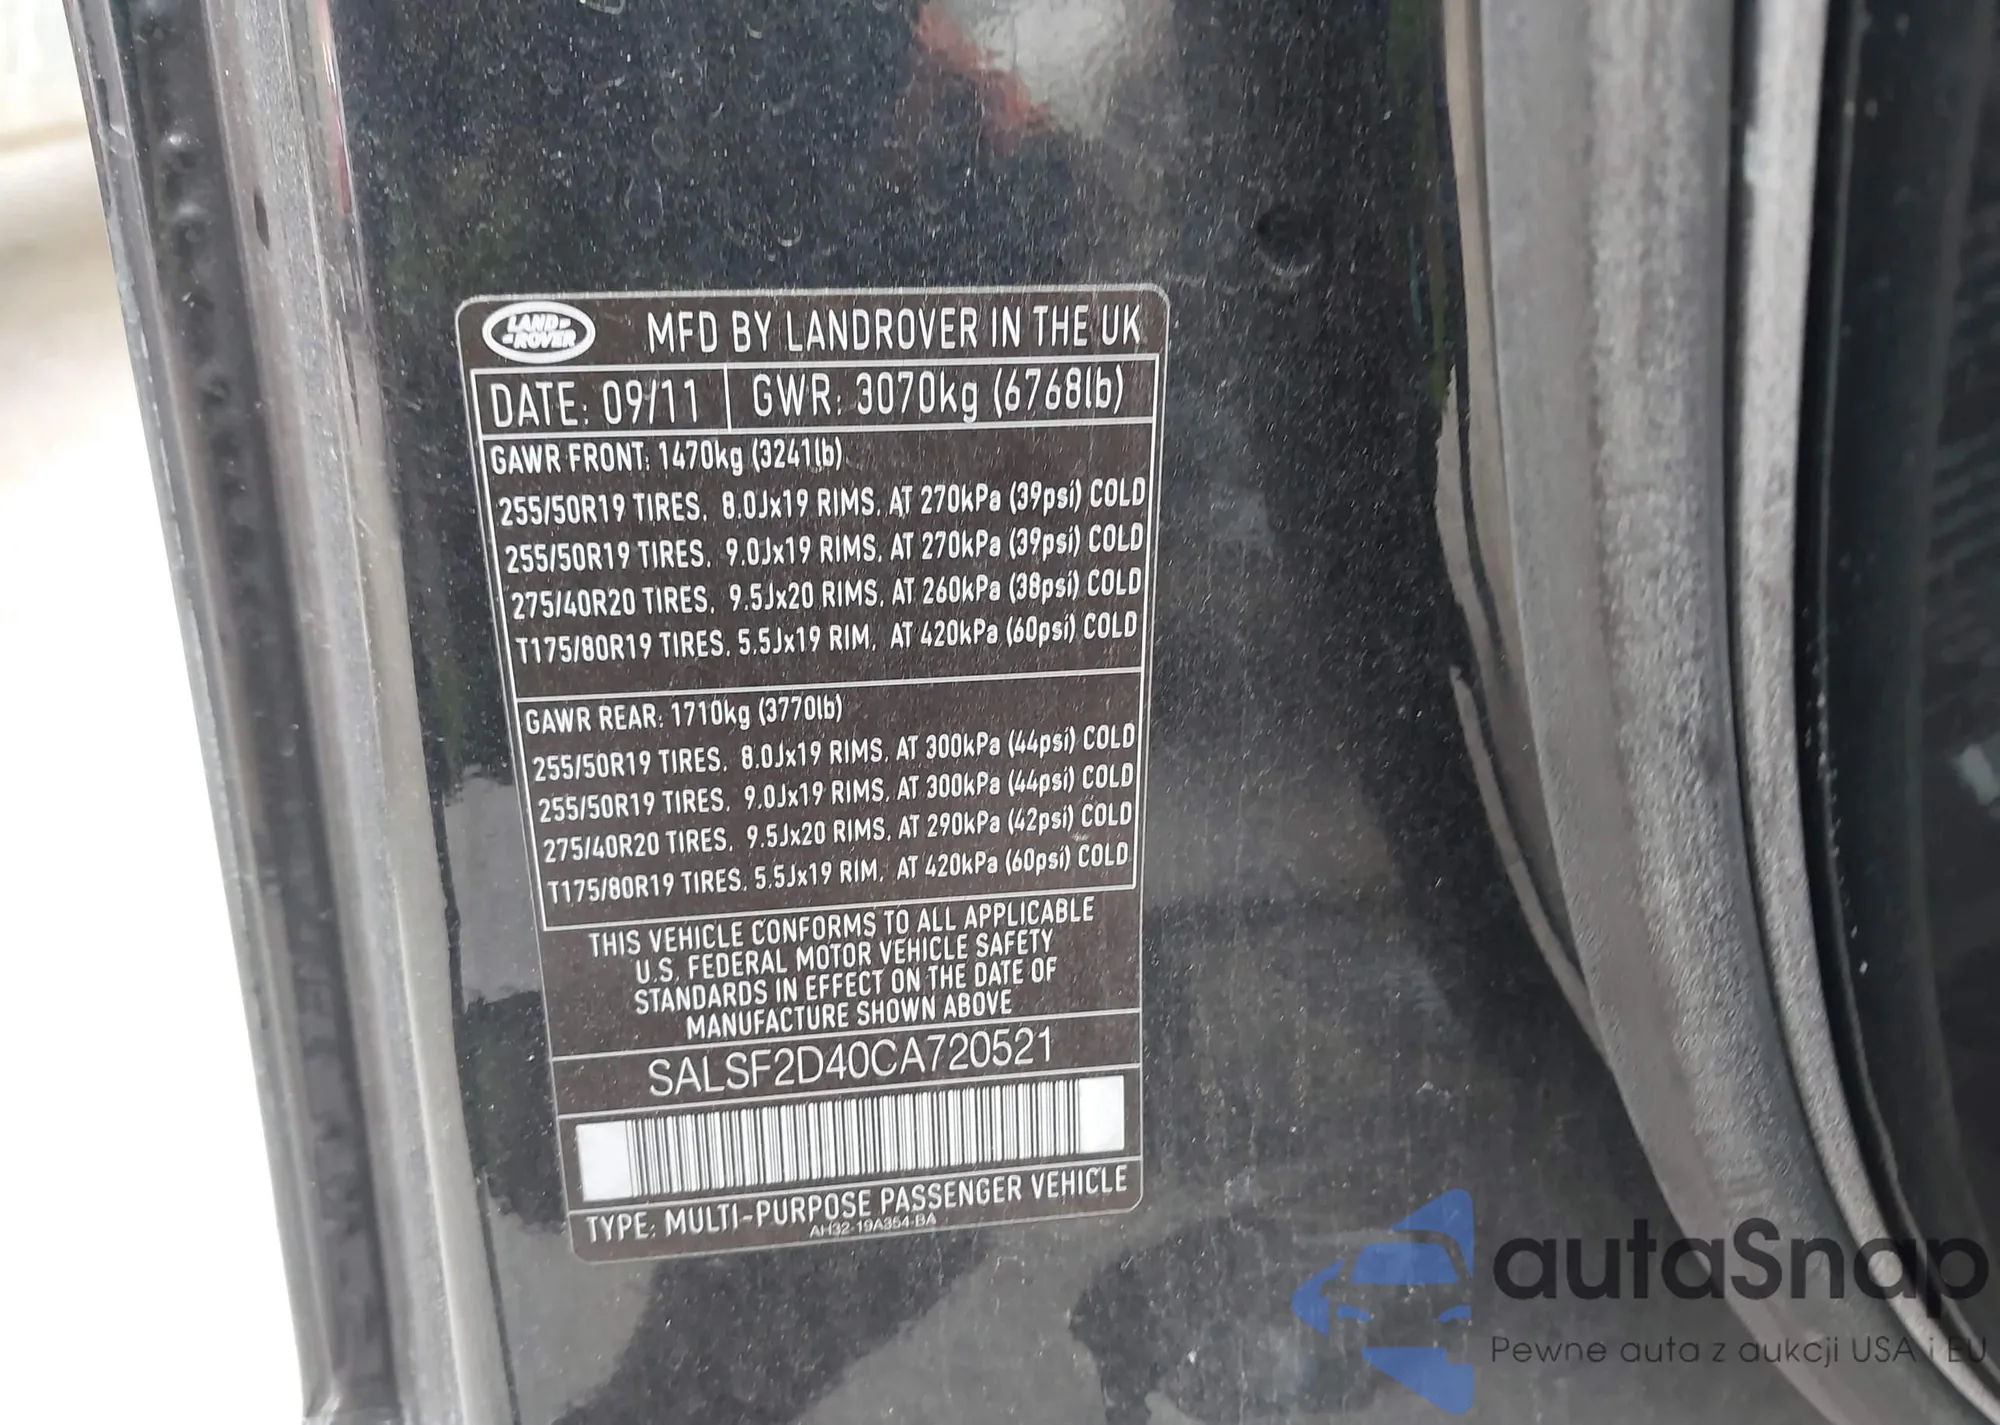 LAND-
-ROVER
MFD BY LANDROVER IN THE UK
DATE: 09/11 GWR: 3070kg (6768lb)
GAWR FRONT: 1470kg (3241lb)
255/50R19 TIRES, 8.0Jx19 RIMS, AT 270kPa (39psi) COLD
255/50R19 TIRES, 9.0Jx19 RIMS, AT 270kPa (39psi) COLD
275/40R20 TIRES, 9.5Jx20 RIMS, AT 260kPa (38psi) COLD
T175/80R19 TIRES, 5.5Jx19 RIM, AT 420kPa (60psi) COLD
GAWR REAR: 1710kg (3770lb)
255/50R19 TIRES, 8.0Jx19 RIMS, AT 300kPa (44psi) COLD
255/50R19 TIRES, 9.0Jx19 RIMS, AT 300kPa (44psi) COLD
275/40R20 TIRES, 9.5Jx20 RIMS, AT 290kPa (42psi) COLD
T175/80R19 TIRES, 5.5Jx19 RIM, AT 420kPa (60psi) COLD
THIS VEHICLE CONFORMS TO ALL APPLICABLE
U.S. FEDERAL MOTOR VEHICLE SAFETY
STANDARDS IN EFFECT ON THE DATE OF
MANUFACTURE SHOWN ABOVE
SALSF2D40CA720521
TYPE: MULTI-PURPOSE PASSENGER VEHICLE
AH32-19A354-BA
autaSnap
Pewne auta z aukcji USA i EU